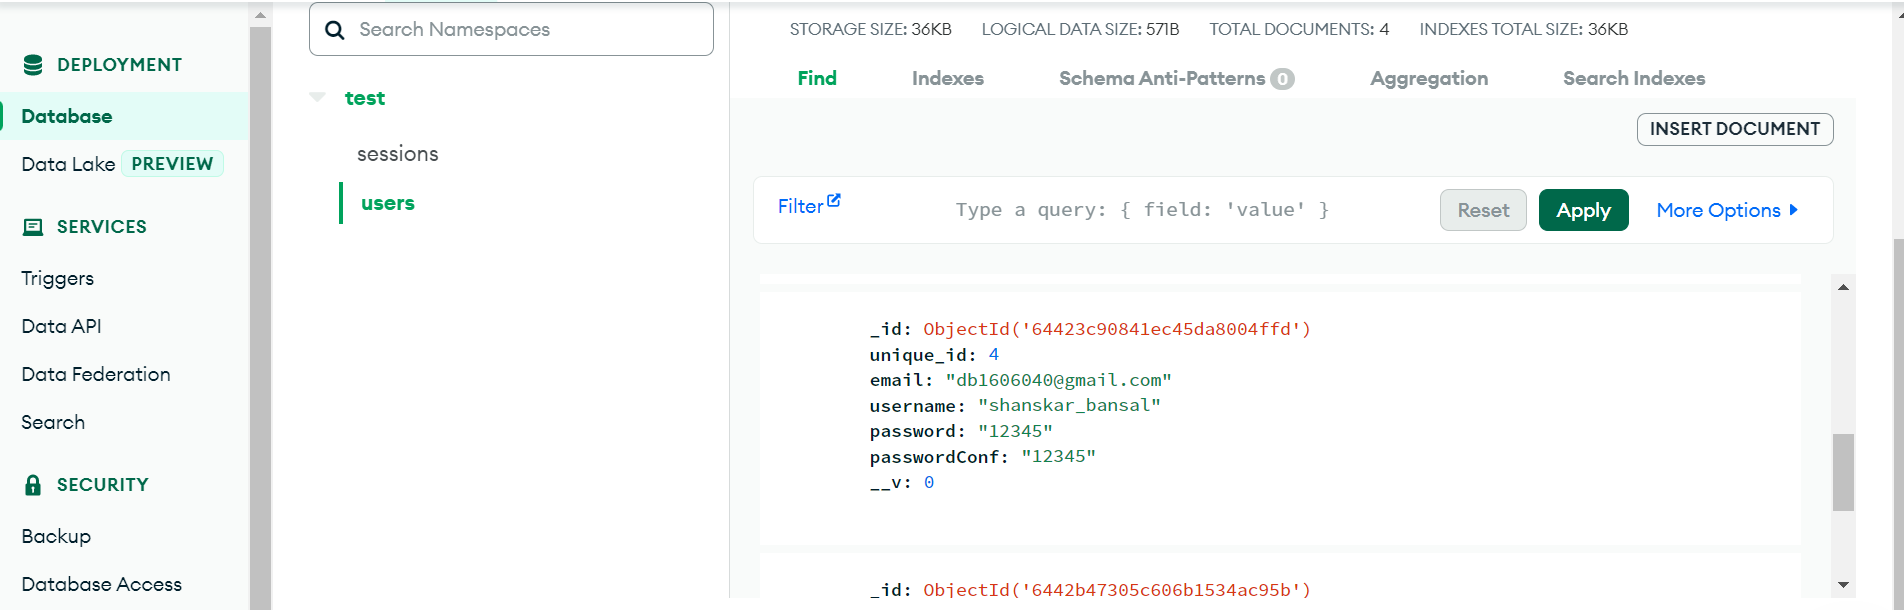 DEPLOYMENT
Database
Data Lake PREVIEW
SERVICES
Triggers
Data API
Data Federation
Search
SECURITY
Backup
Database Access
Search Namespaces
test
sessions
users
STORAGE SIZE: 36KB LOGICAL DATA SIZE: 571B TOTAL DOCUMENTS: 4 INDEXES TOTAL SIZE: 36KB
Find Indexes Schema Anti-Patterns 0 Aggregation Search Indexes
INSERT DOCUMENT
Filter Type a query: { field: 'value' } Reset Apply More Options
_id: ObjectId('64423c90841ec45da8004ffd')
unique_id: 4
email: "db1606040@gmail.com"
username: "shanskar_bansal"
password: "12345"
passwordConf: "12345"
__v: 0
_id: ObjectId('6442b47305c606b1534ac95b')